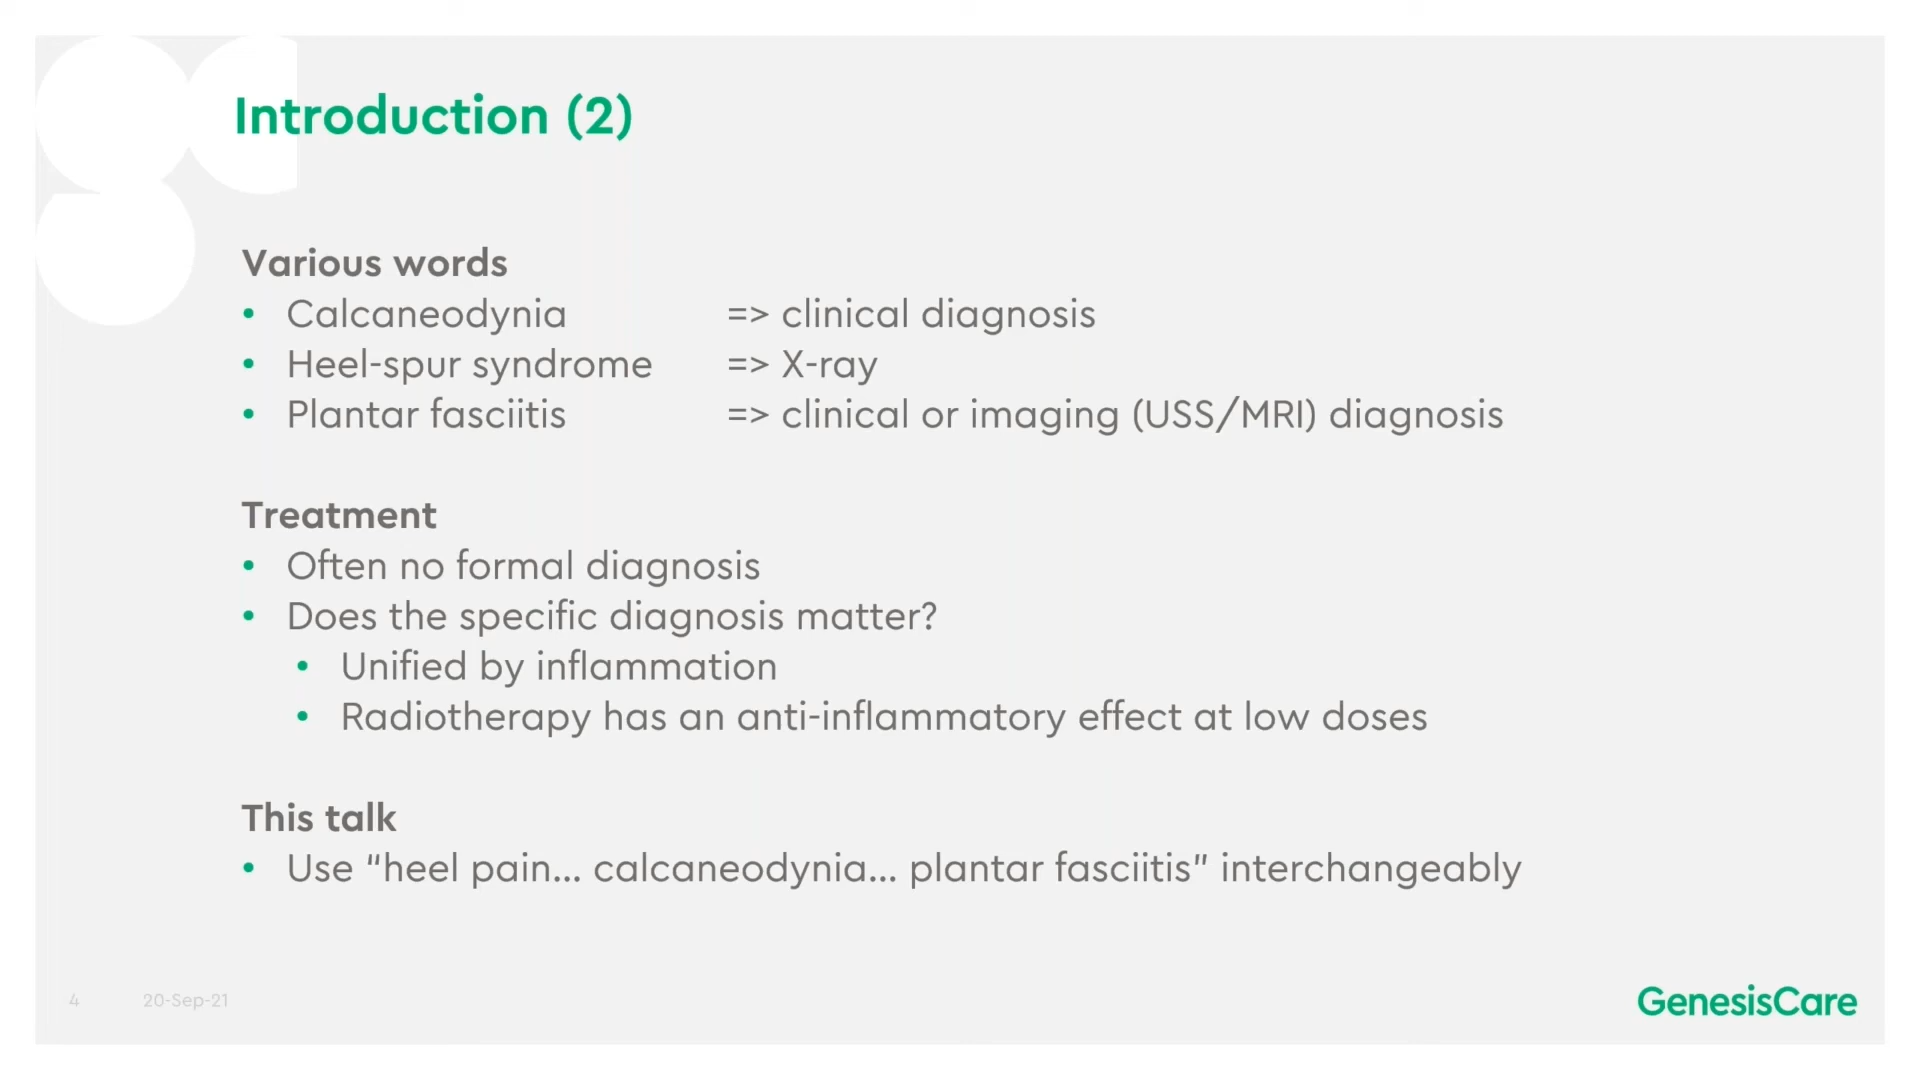 Introduction (2)
Various words
• Calcaneodynia => clinical diagnosis
• Heel-spur syndrome => X-ray
• Plantar fasciitis => clinical or imaging (USS/MRI) diagnosis
Treatment
• Often no formal diagnosis
• Does the specific diagnosis matter?
• Unified by inflammation
• Radiotherapy has an anti-inflammatory effect at low doses
This talk
• Use “heel pain... calcaneodynia... plantar fasciitis” interchangeably
4 20-Sep-21
GenesisCare